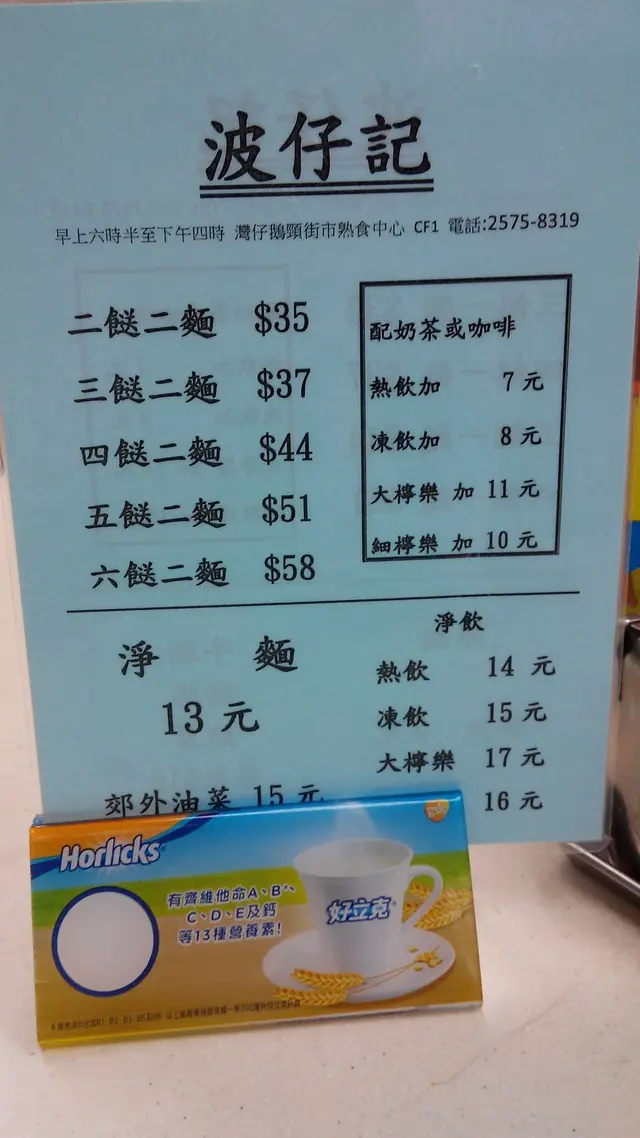 波仔記
早上六時半至下午四時 灣仔鵝頸街市熟食中心 CF1 電話:2575-8319
二餸二麵 $35
三餸二麵 $37
四餸二麵 $44
五餸二麵 $51
六餸二麵 $58
配奶茶或咖啡
熱飲加 7 元
凍飲加 8 元
大檸樂 加 11 元
細檸樂 加 10 元
淨 麵
13 元
郊外油菜 15 元
淨飲
熱飲 14 元
凍飲 15 元
大檸樂 17 元
16 元
Horlicks
有齊維他命A、B、
C、D、E及鈣
等13種營養素!
好立克